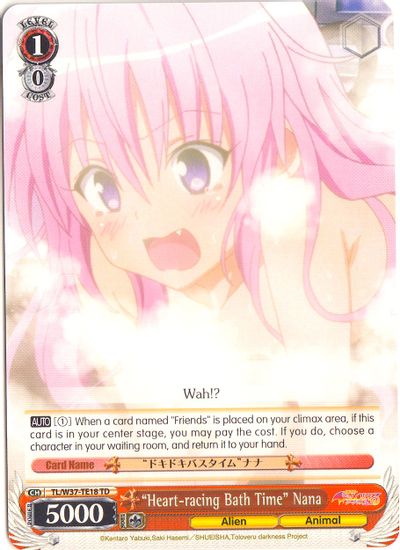 LEVEL
1
0
COST
Wah!?
AUTO [①] When a card named "Friends" is placed on your climax area, if this
card is in your center stage, you may pay the cost. If you do, choose a
character in your waiting room, and return it to your hand.
Card Name
"ドキドキバスタイム"ナナ
CH TL/W37-TE18 TD
"Heart-racing Bath Time" Nana
POWER
5000
Alien
Animal
©Kentaro Yabuki,Saki Hasemi／SHUEISHA,Toloveru darkness Project